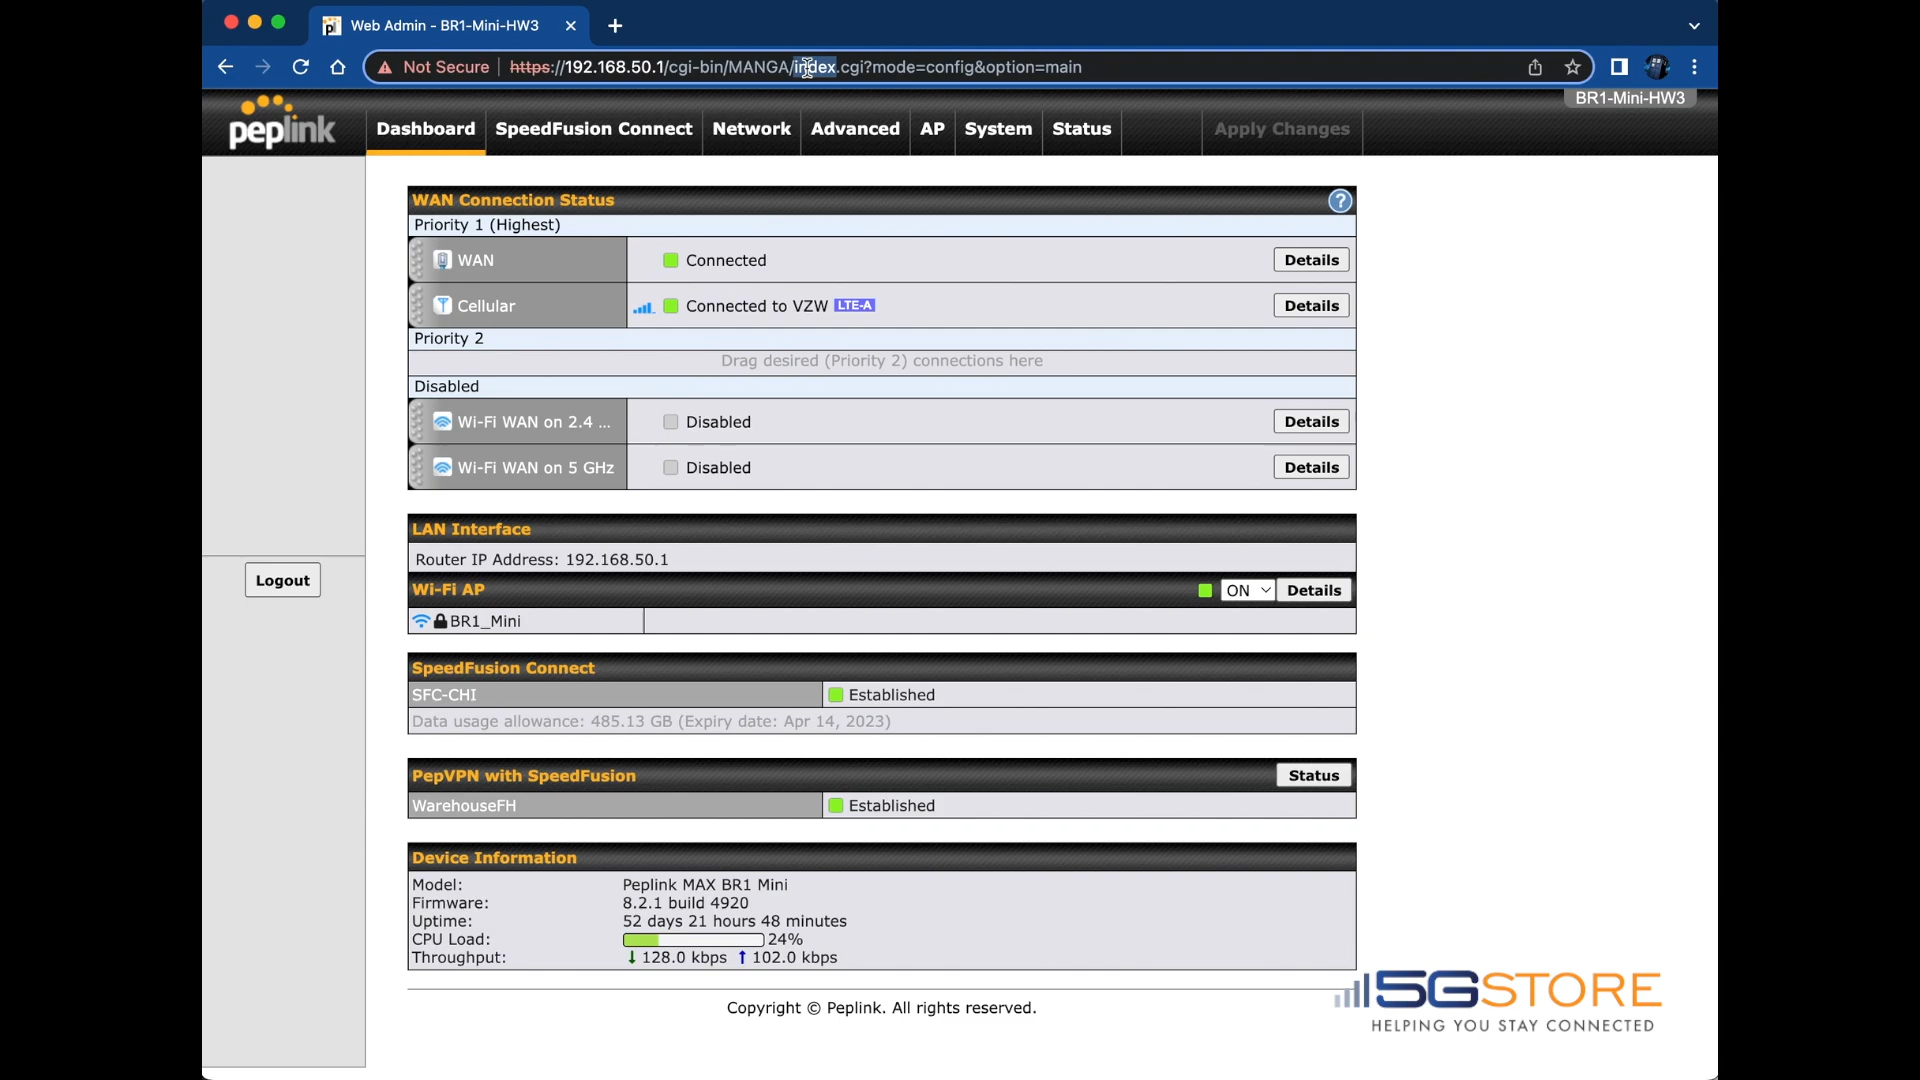 Web Admin - BR1-Mini-HW3
Not Secure https://192.168.50.1/cgi-bin/MANGA/index.cgi?mode=config&option=main
BR1-Mini-HW3
peplink
Dashboard SpeedFusion Connect Network Advanced AP System Status Apply Changes
WAN Connection Status ?
Priority 1 (Highest)
WAN Connected Details
Cellular Connected to VZW LTE-A Details
Priority 2
Drag desired (Priority 2) connections here
Disabled
Wi-Fi WAN on 2.4 ... Disabled Details
Wi-Fi WAN on 5 GHz Disabled Details
LAN Interface
Router IP Address: 192.168.50.1
Logout
Wi-Fi AP ON Details
BR1_Mini
SpeedFusion Connect
SFC-CHI Established
Data usage allowance: 485.13 GB (Expiry date: Apr 14, 2023)
PepVPN with SpeedFusion Status
WarehouseFH Established
Device Information
Model: Peplink MAX BR1 Mini
Firmware: 8.2.1 build 4920
Uptime: 52 days 21 hours 48 minutes
CPU Load: 24%
Throughput: ↓ 128.0 kbps ↑ 102.0 kbps
Copyright © Peplink. All rights reserved.
5GSTORE
HELPING YOU STAY CONNECTED